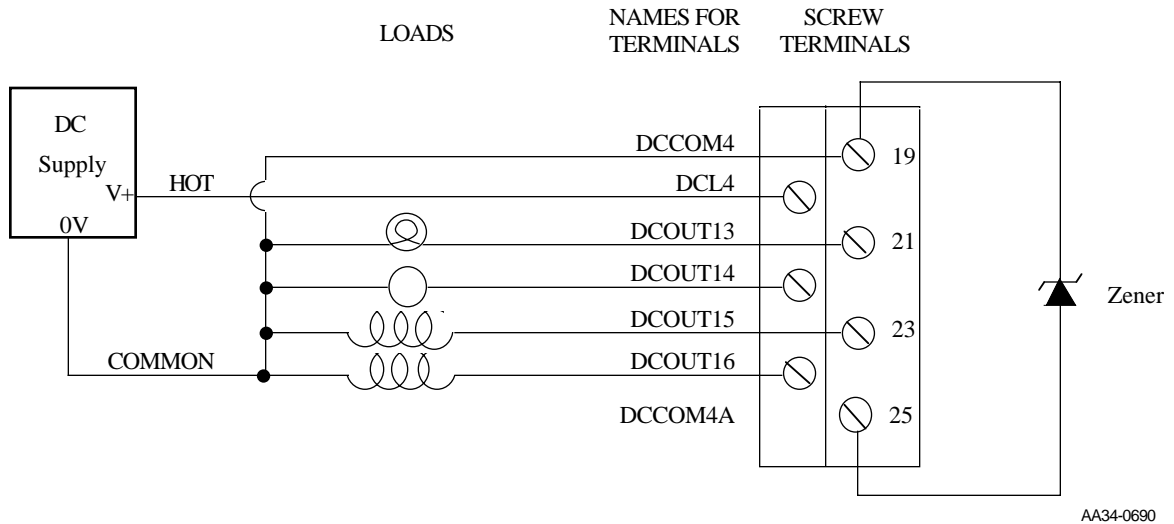 LOADS
NAMES FOR
TERMINALS
SCREW
TERMINALS
DC
Supply
V+
0V
HOT
COMMON
DCCOM4
19
DCL4
DCOUT13
21
DCOUT14
DCOUT15
23
DCOUT16
DCCOM4A
25
Zener
AA34-0690